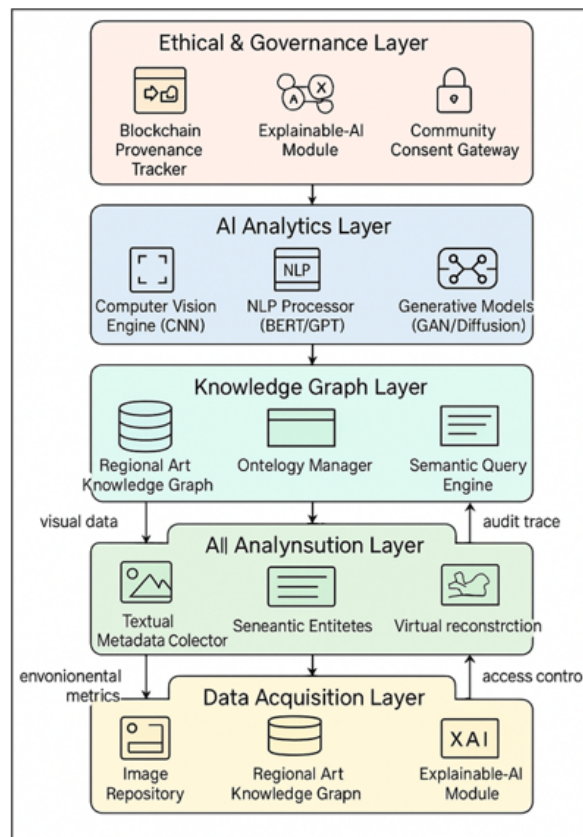 Ethical & Governance Layer
A
X
Blockchain
Provenance
Tracker
Explainable-AI
Module
Community
Consent Gateway
AI Analytics Layer
NLP
Computer Vision
Engine (CNN)
NLP Processor
(BERT/GPT)
Generative Models
(GAN/Diffusion)
Knowledge Graph Layer
Regional Art
Knowledge Graph
Ontelogy Manager
Semantic Query
Engine
visual data
audit trace
All Analynsution Layer
Textual
Metadata Colector
Seneantic Entitetes
Virtual reconstrction
envonionental
metrics
access contro
Data Acquisition Layer
XAI
Image
Repository
Regional Art
Knowledge Grapn
Explainable-AI
Module